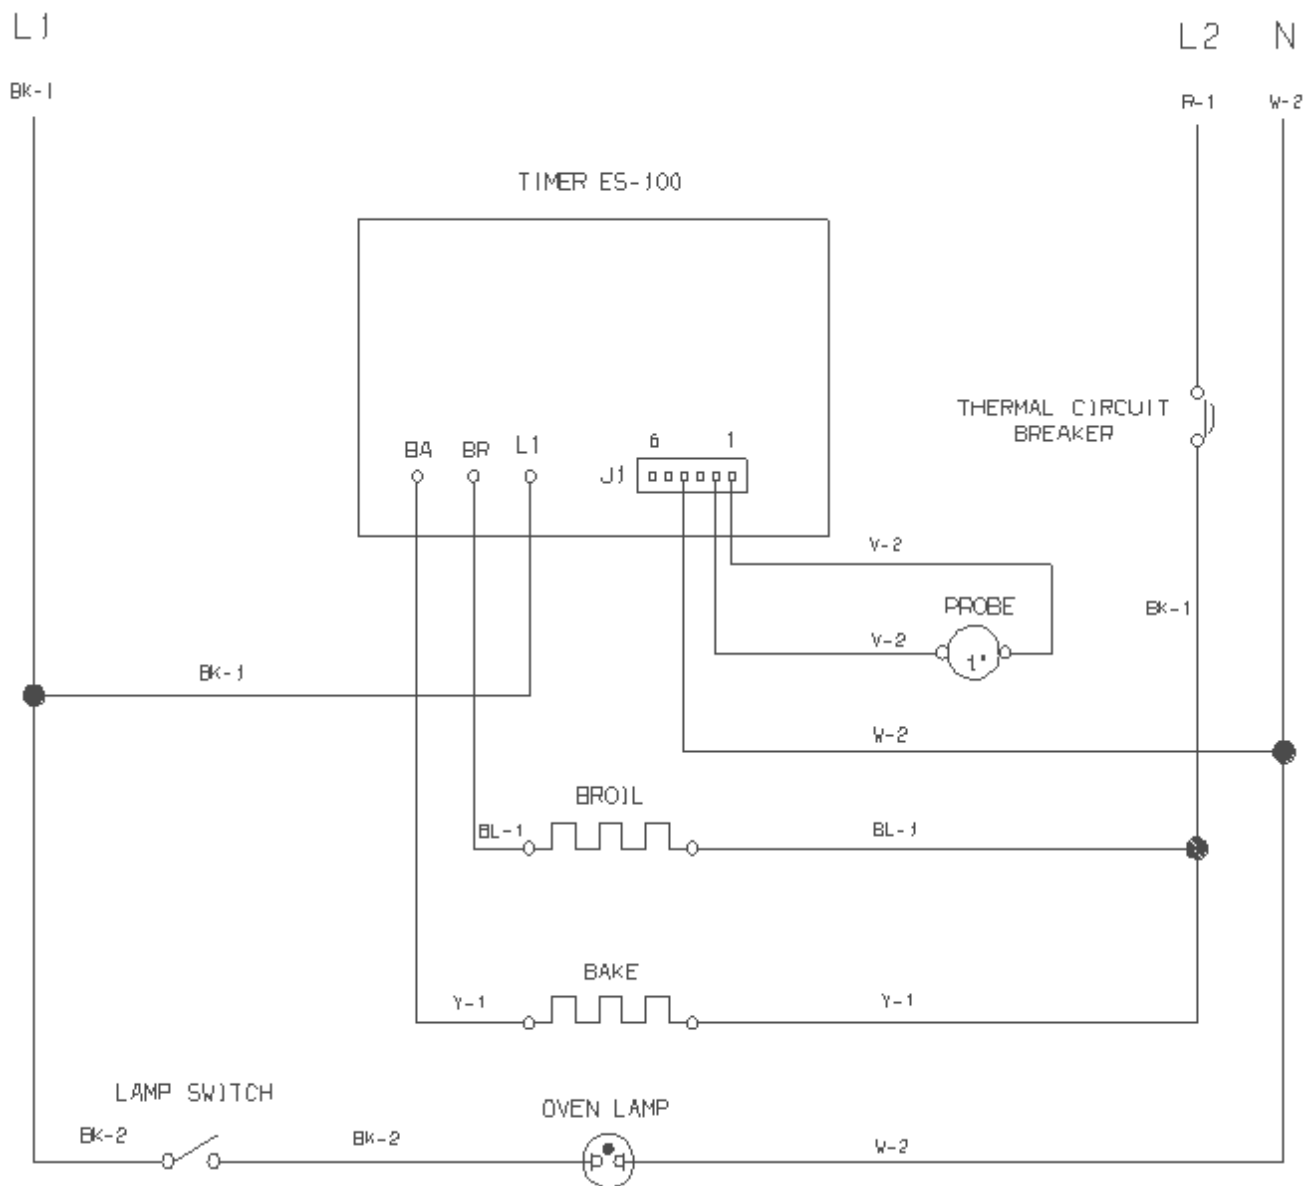 L1
L2 N
BK-1
R-1 W-2
TIMER ES-100
THERMAL CIRCUIT
BREAKER
BA BR L1
6 1
J1
V-2
PROBE
BK-1
V-2
t°
BK-1
W-2
BROIL
BL-1
BL-1
BAKE
Y-1
Y-1
LAMP SWITCH
OVEN LAMP
BK-2
BK-2
W-2